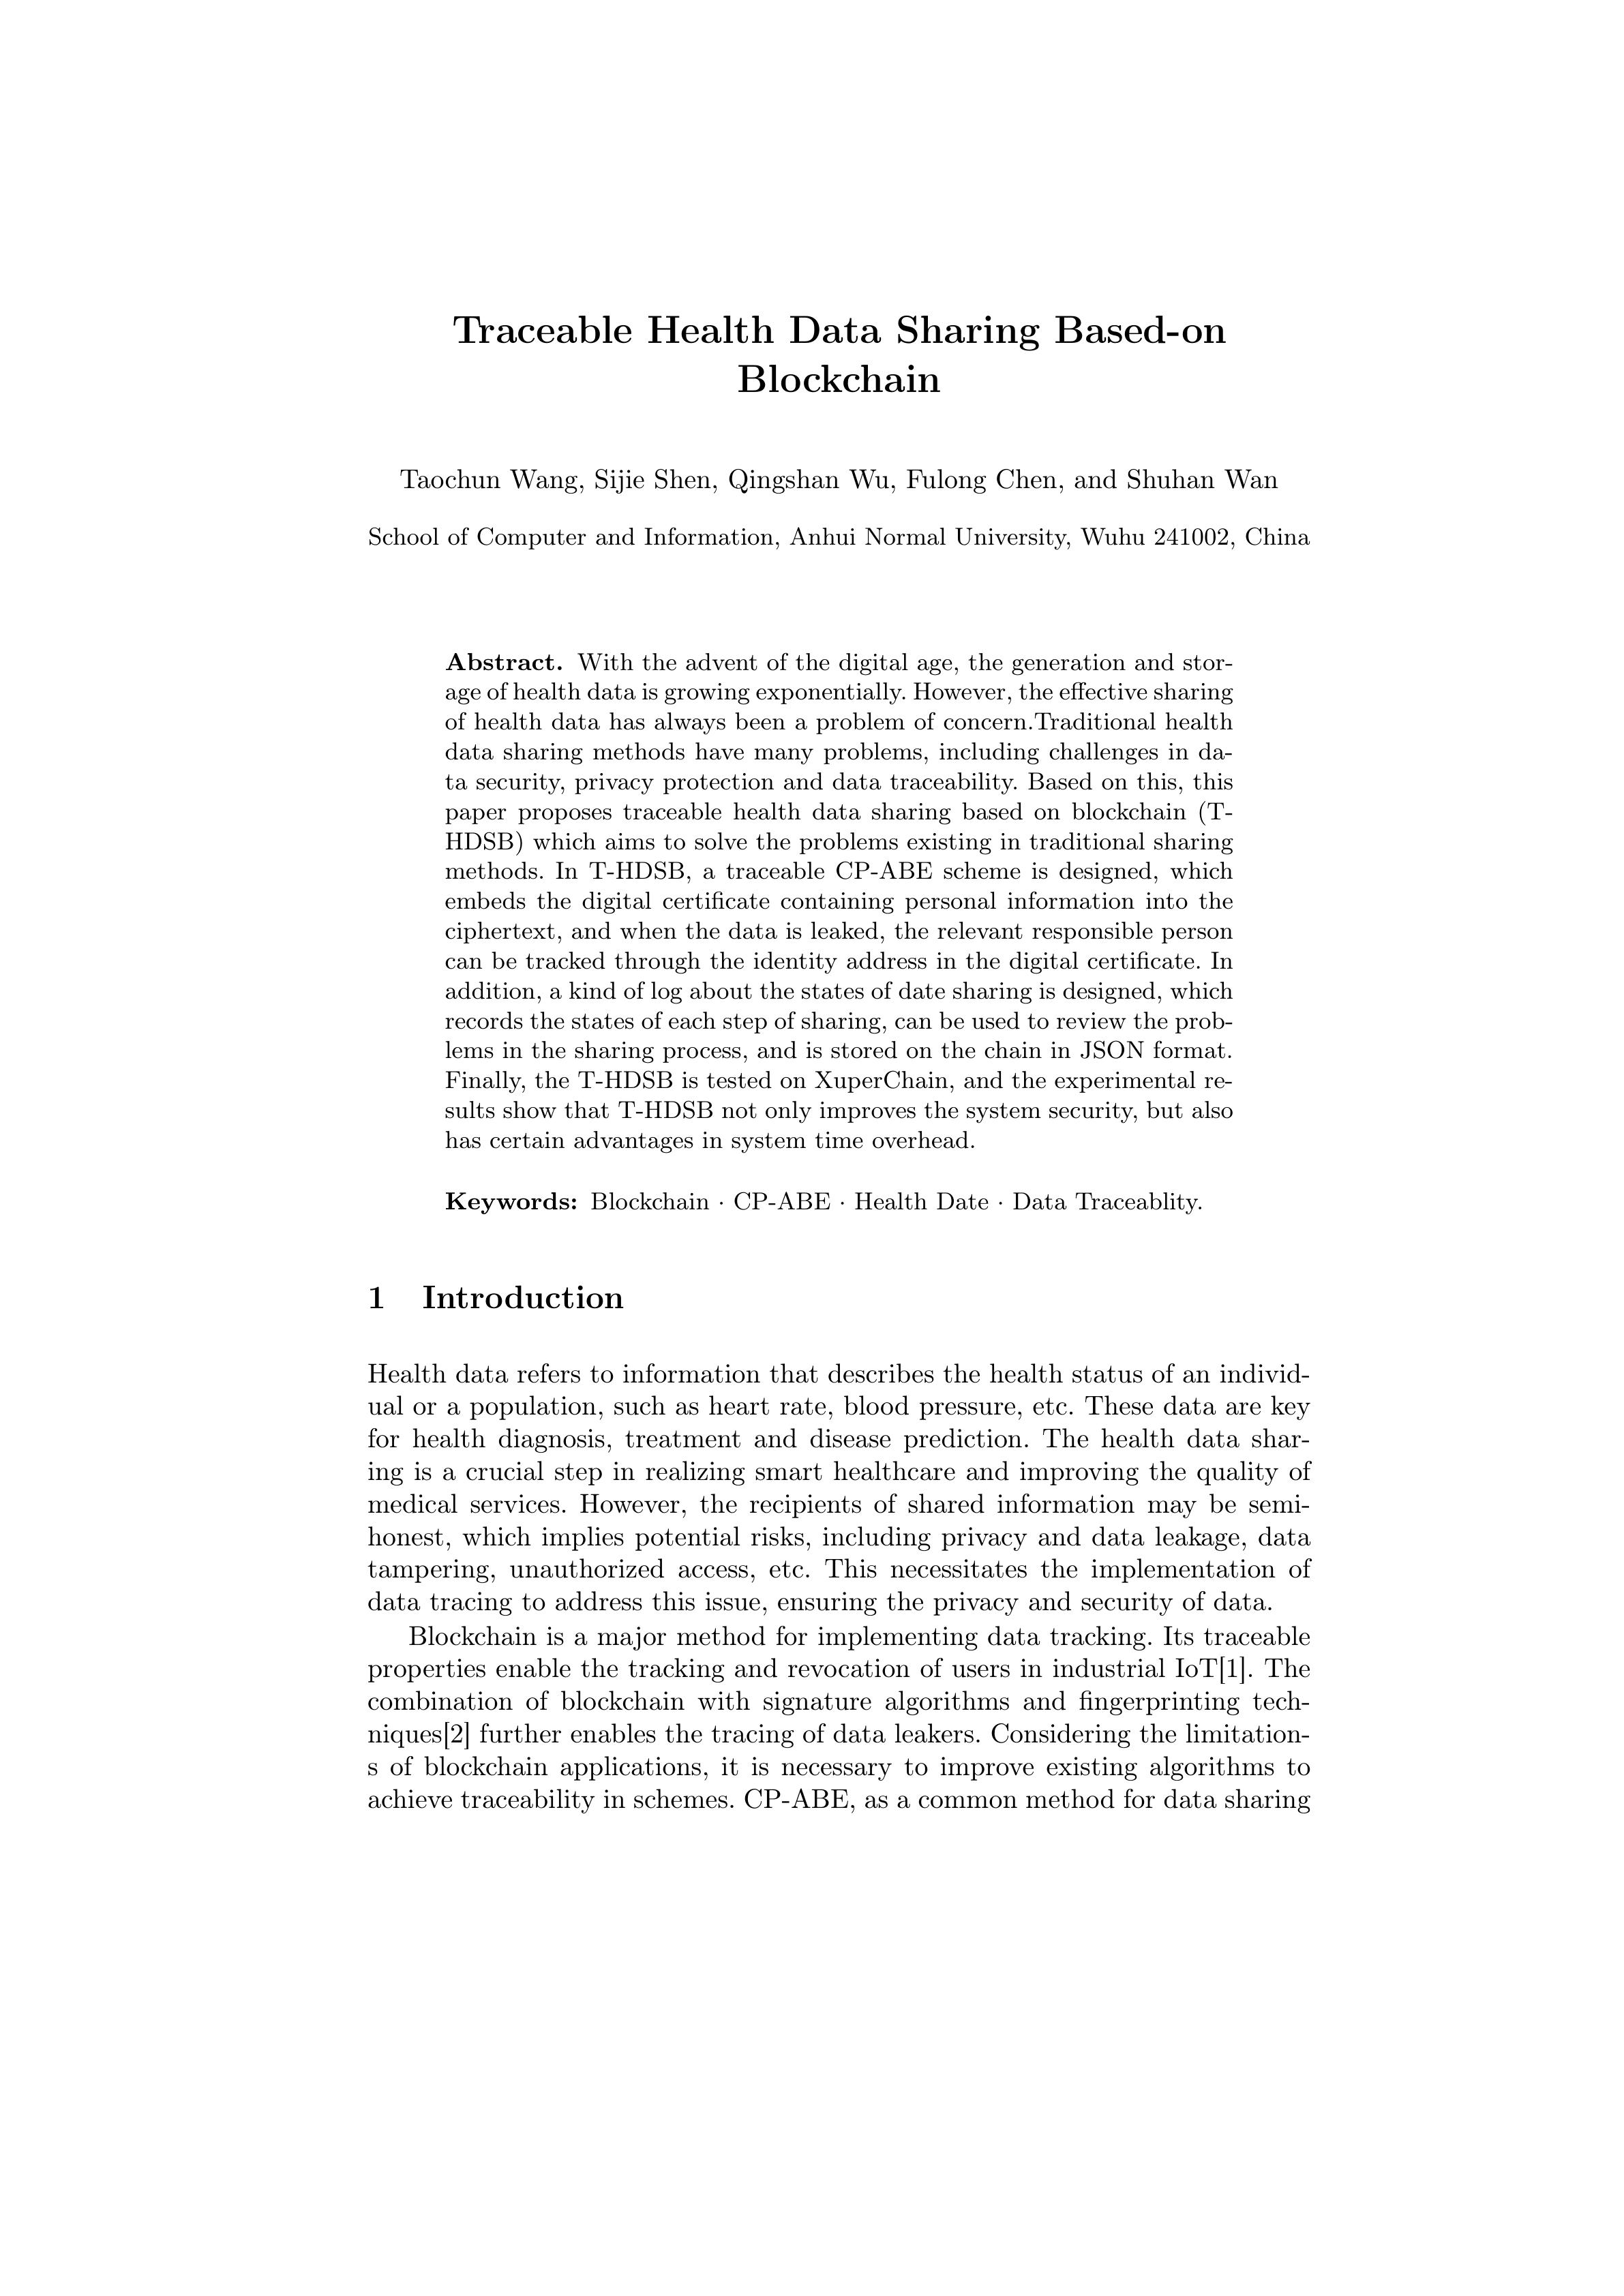 Traceable Health Data Sharing Based-on
Blockchain
Taochun Wang, Sijie Shen, Qingshan Wu, Fulong Chen, and Shuhan Wan
School of Computer and Information, Anhui Normal University, Wuhu 241002, China
Abstract. With the advent of the digital age, the generation and stor-
age of health data is growing exponentially. However, the effective sharing
of health data has always been a problem of concern.Traditional health
data sharing methods have many problems, including challenges in da-
ta security, privacy protection and data traceability. Based on this, this
paper proposes traceable health data sharing based on blockchain (T-
HDSB) which aims to solve the problems existing in traditional sharing
methods. In T-HDSB, a traceable CP-ABE scheme is designed, which
embeds the digital certificate containing personal information into the
ciphertext, and when the data is leaked, the relevant responsible person
can be tracked through the identity address in the digital certificate. In
addition, a kind of log about the states of date sharing is designed, which
records the states of each step of sharing, can be used to review the prob-
lems in the sharing process, and is stored on the chain in JSON format.
Finally, the T-HDSB is tested on XuperChain, and the experimental re-
sults show that T-HDSB not only improves the system security, but also
has certain advantages in system time overhead.
Keywords: Blockchain · CP-ABE · Health Date · Data Traceablity.
1 Introduction
Health data refers to information that describes the health status of an individ-
ual or a population, such as heart rate, blood pressure, etc. These data are key
for health diagnosis, treatment and disease prediction. The health data shar-
ing is a crucial step in realizing smart healthcare and improving the quality of
medical services. However, the recipients of shared information may be semi-
honest, which implies potential risks, including privacy and data leakage, data
tampering, unauthorized access, etc. This necessitates the implementation of
data tracing to address this issue, ensuring the privacy and security of data.
Blockchain is a major method for implementing data tracking. Its traceable
properties enable the tracking and revocation of users in industrial IoT[1]. The
combination of blockchain with signature algorithms and fingerprinting tech-
niques[2] further enables the tracing of data leakers. Considering the limitation-
s of blockchain applications, it is necessary to improve existing algorithms to
achieve traceability in schemes. CP-ABE, as a common method for data sharing